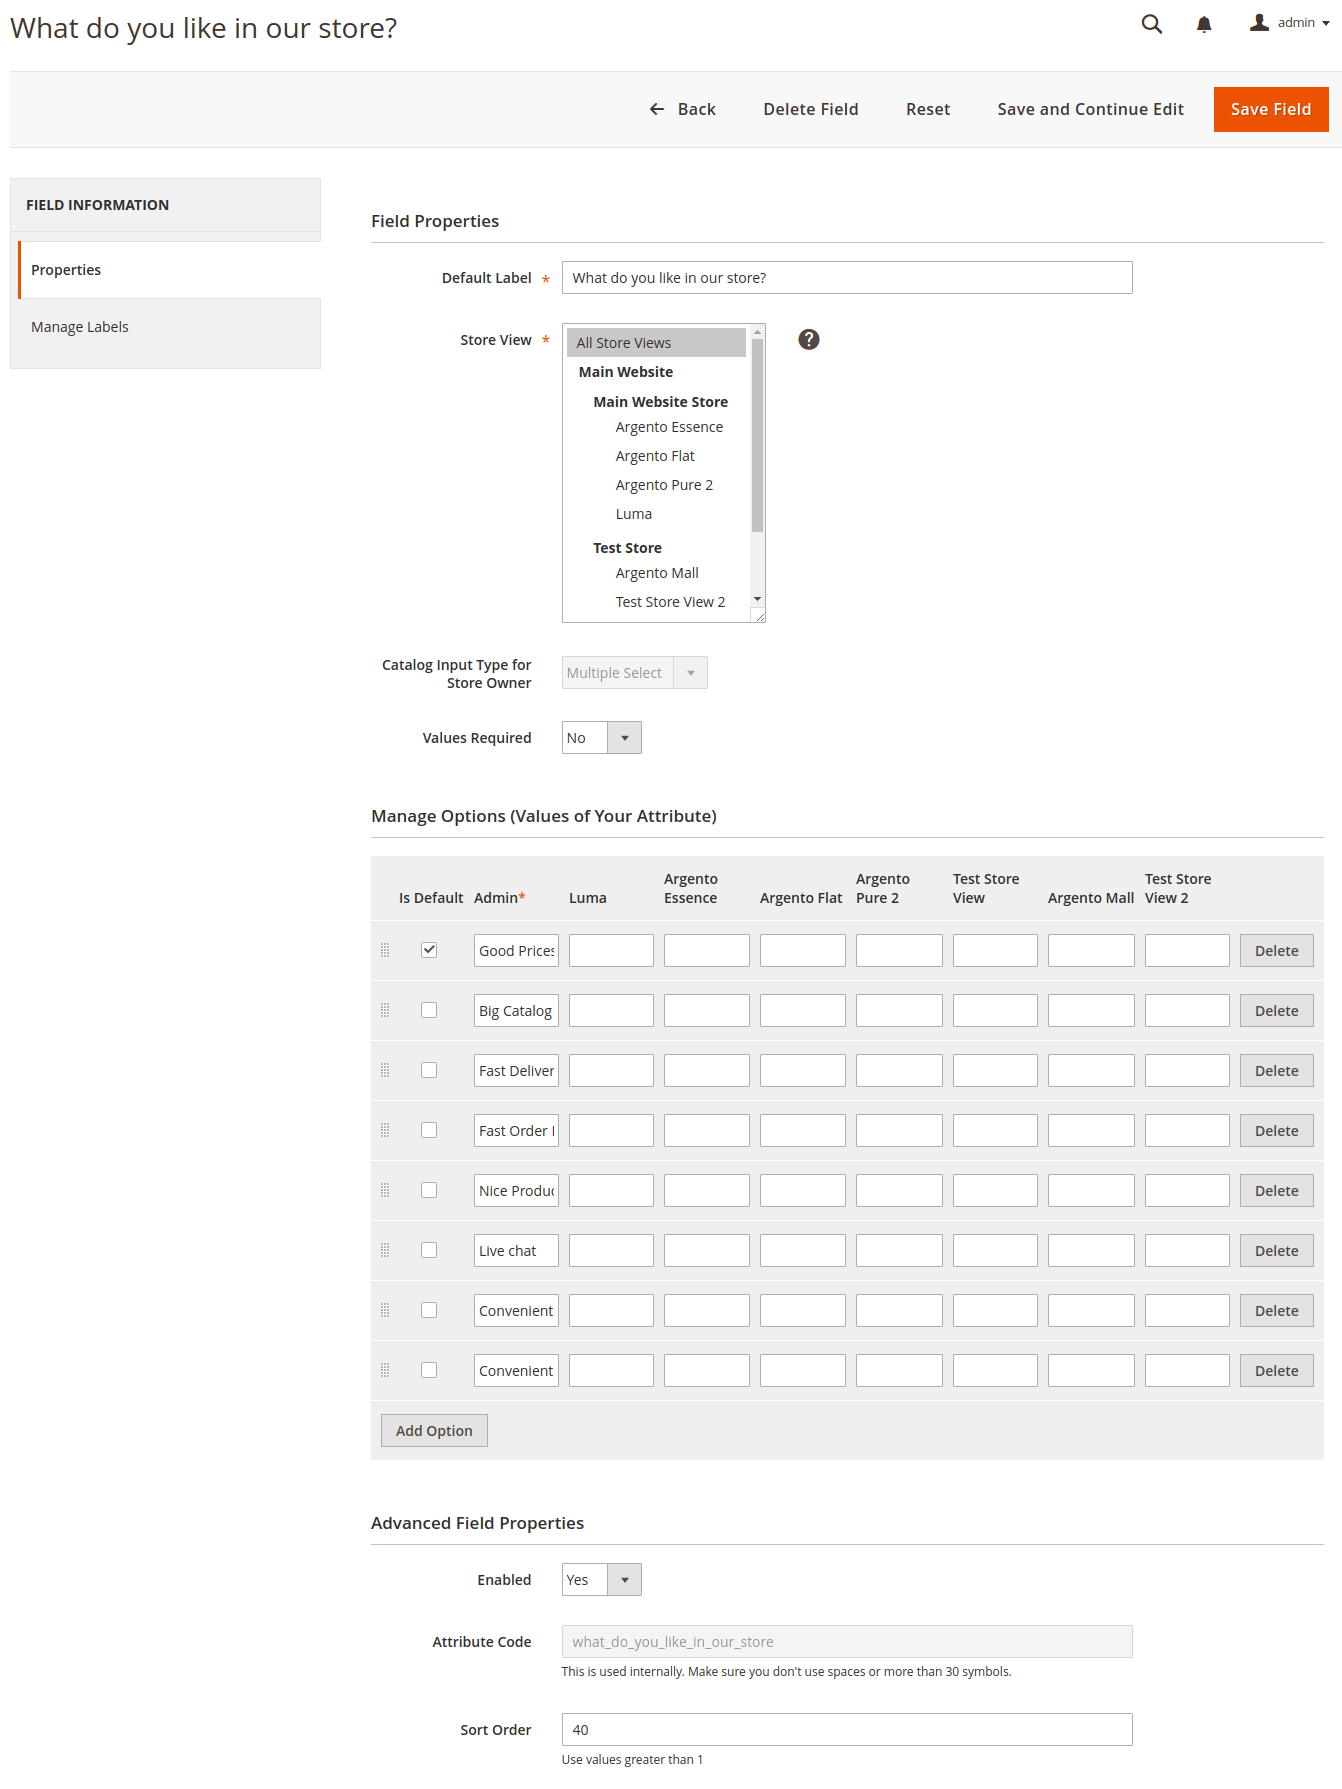 What do you like in our store?
admin
Back Delete Field Reset Save and Continue Edit Save Field
FIELD INFORMATION
Properties
Manage Labels
Field Properties
Default Label * What do you like in our store?
Store View * All Store Views
Main Website
Main Website Store
Argento Essence
Argento Flat
Argento Pure 2
Luma
Test Store
Argento Mall
Test Store View 2
Catalog Input Type for
Store Owner
Multiple Select
Values Required No
Manage Options (Values of Your Attribute)
Is Default Admin* Luma Argento Essence Argento Flat Argento Pure 2 Test Store View Argento Mall Test Store View 2
Good Prices Delete
Big Catalog Delete
Fast Deliver Delete
Fast Order Delete
Nice Produc Delete
Live chat Delete
Convenient Delete
Convenient Delete
Add Option
Advanced Field Properties
Enabled Yes
Attribute Code what_do_you_like_in_our_store
This is used internally. Make sure you don't use spaces or more than 30 symbols.
Sort Order 40
Use values greater than 1